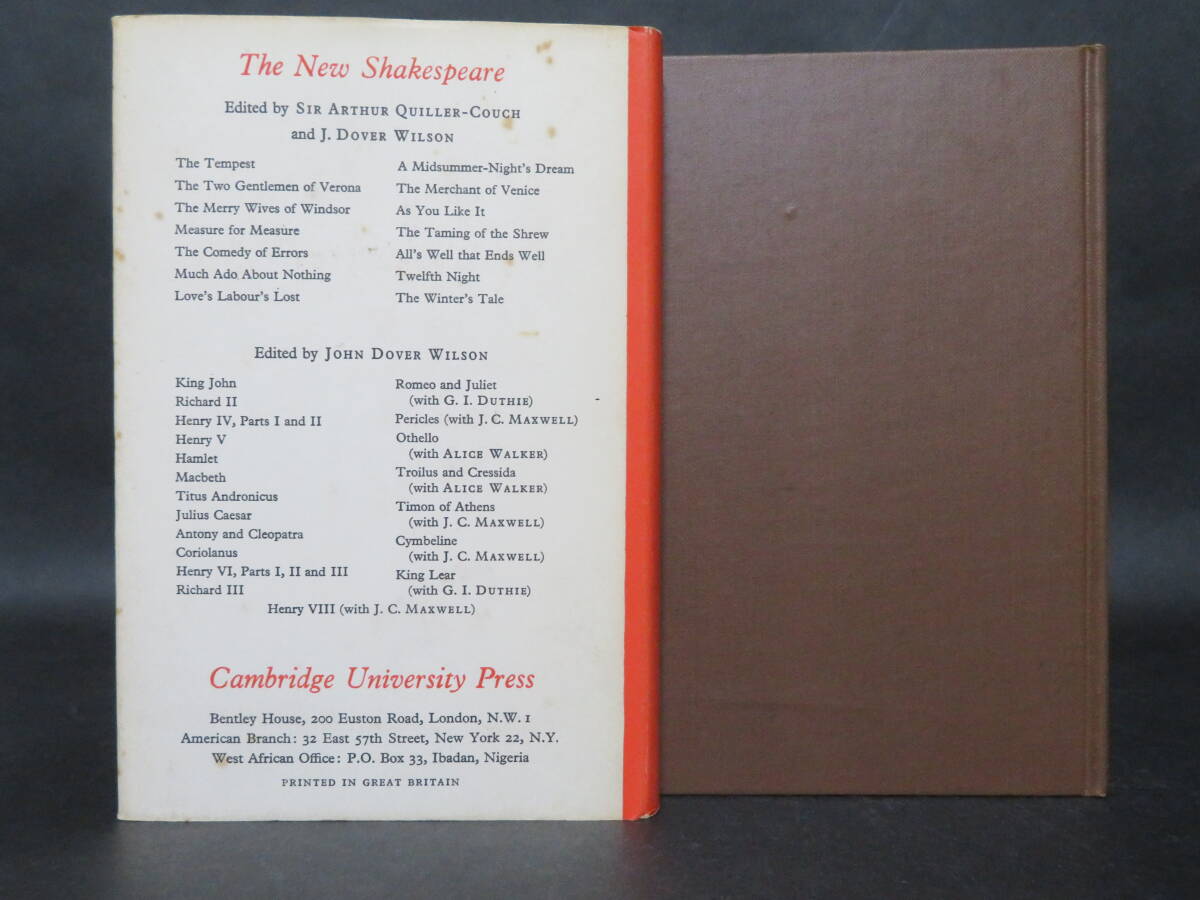 The New Shakespeare
Edited by SIR ARTHUR QUILLER-COUCH
and J. DOVER WILSON
The Tempest
The Two Gentlemen of Verona
The Merry Wives of Windsor
Measure for Measure
The Comedy of Errors
Much Ado About Nothing
Love's Labour's Lost
A Midsummer-Night's Dream
The Merchant of Venice
As You Like It
The Taming of the Shrew
All's Well that Ends Well
Twelfth Night
The Winter's Tale
Edited by JOHN DOVER WILSON
King John
Richard II
Henry IV, Parts I and II
Henry V
Hamlet
Macbeth
Titus Andronicus
Julius Caesar
Antony and Cleopatra
Coriolanus
Henry VI, Parts I, II and III
Richard III
Romeo and Juliet
(with G. I. DUTHIE)
Pericles (with J. C. MAXWELL)
Othello
(with ALICE WALKER)
Troilus and Cressida
(with ALICE WALKER)
Timon of Athens
(with J. C. MAXWELL)
Cymbeline
(with J. C. MAXWELL)
King Lear
(with G. I. DUTHIE)
Henry VIII (with J. C. MAXWELL)
Cambridge University Press
Bentley House, 200 Euston Road, London, N.W. 1
American Branch: 32 East 57th Street, New York 22, N.Y.
West African Office: P.O. Box 33, Ibadan, Nigeria
PRINTED IN GREAT BRITAIN